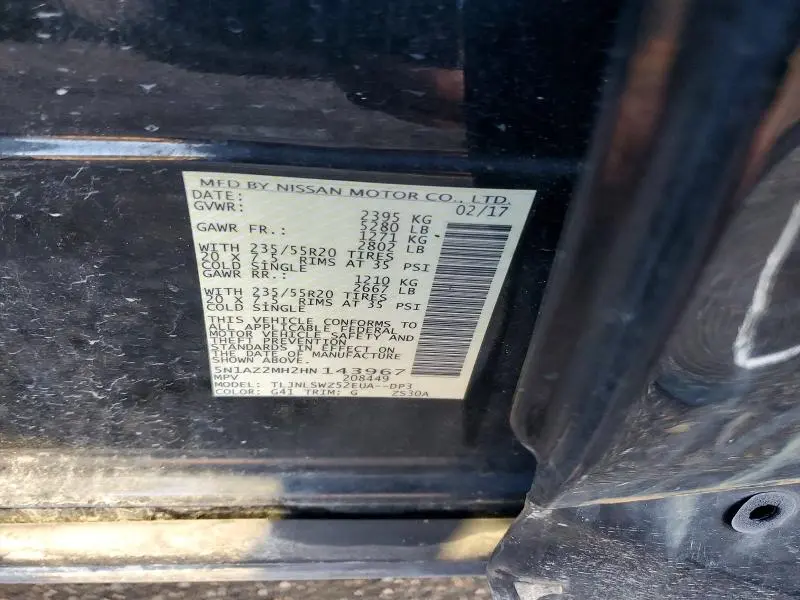 MFD BY NISSAN MOTOR CO., LTD.
DATE: 02/17
GVWR: 2395 KG
5280 LB
GAWR FR.: 1271 KG
2802 LB
WITH 235/55R20 TIRES
20 X 7.5 RIMS AT 35 PSI
COLD SINGLE
GAWR RR.: 1210 KG
2667 LB
WITH 235/55R20 TIRES
20 X 7.5 RIMS AT 35 PSI
COLD SINGLE
THIS VEHICLE CONFORMS TO
ALL APPLICABLE FEDERAL
MOTOR VEHICLE SAFETY AND
THEFT PREVENTION
STANDARDS IN EFFECT ON
THE DATE OF MANUFACTURE
SHOWN ABOVE.
5N1AZ2MH2HN 143967
MPV 208449
MODEL: TLJNLSWZ52EUA--DP3
COLOR: G41 TRIM: G ZS30A